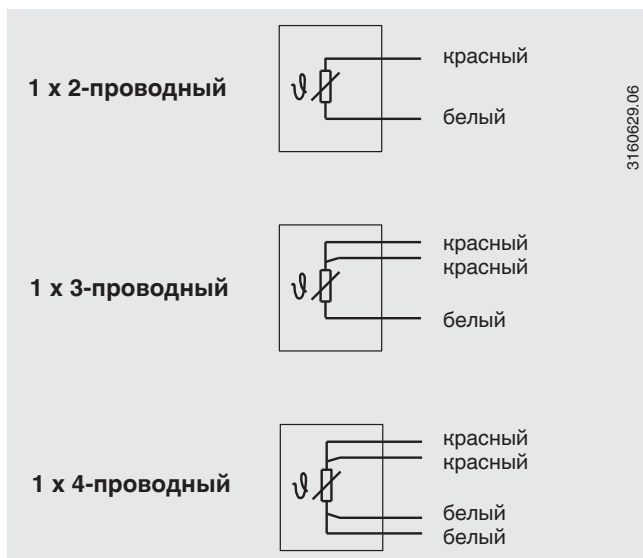 1 x 2-проводный
красный
белый
3160629.06
1 x 3-проводный
красный
красный
белый
1 x 4-проводный
красный
красный
белый
белый